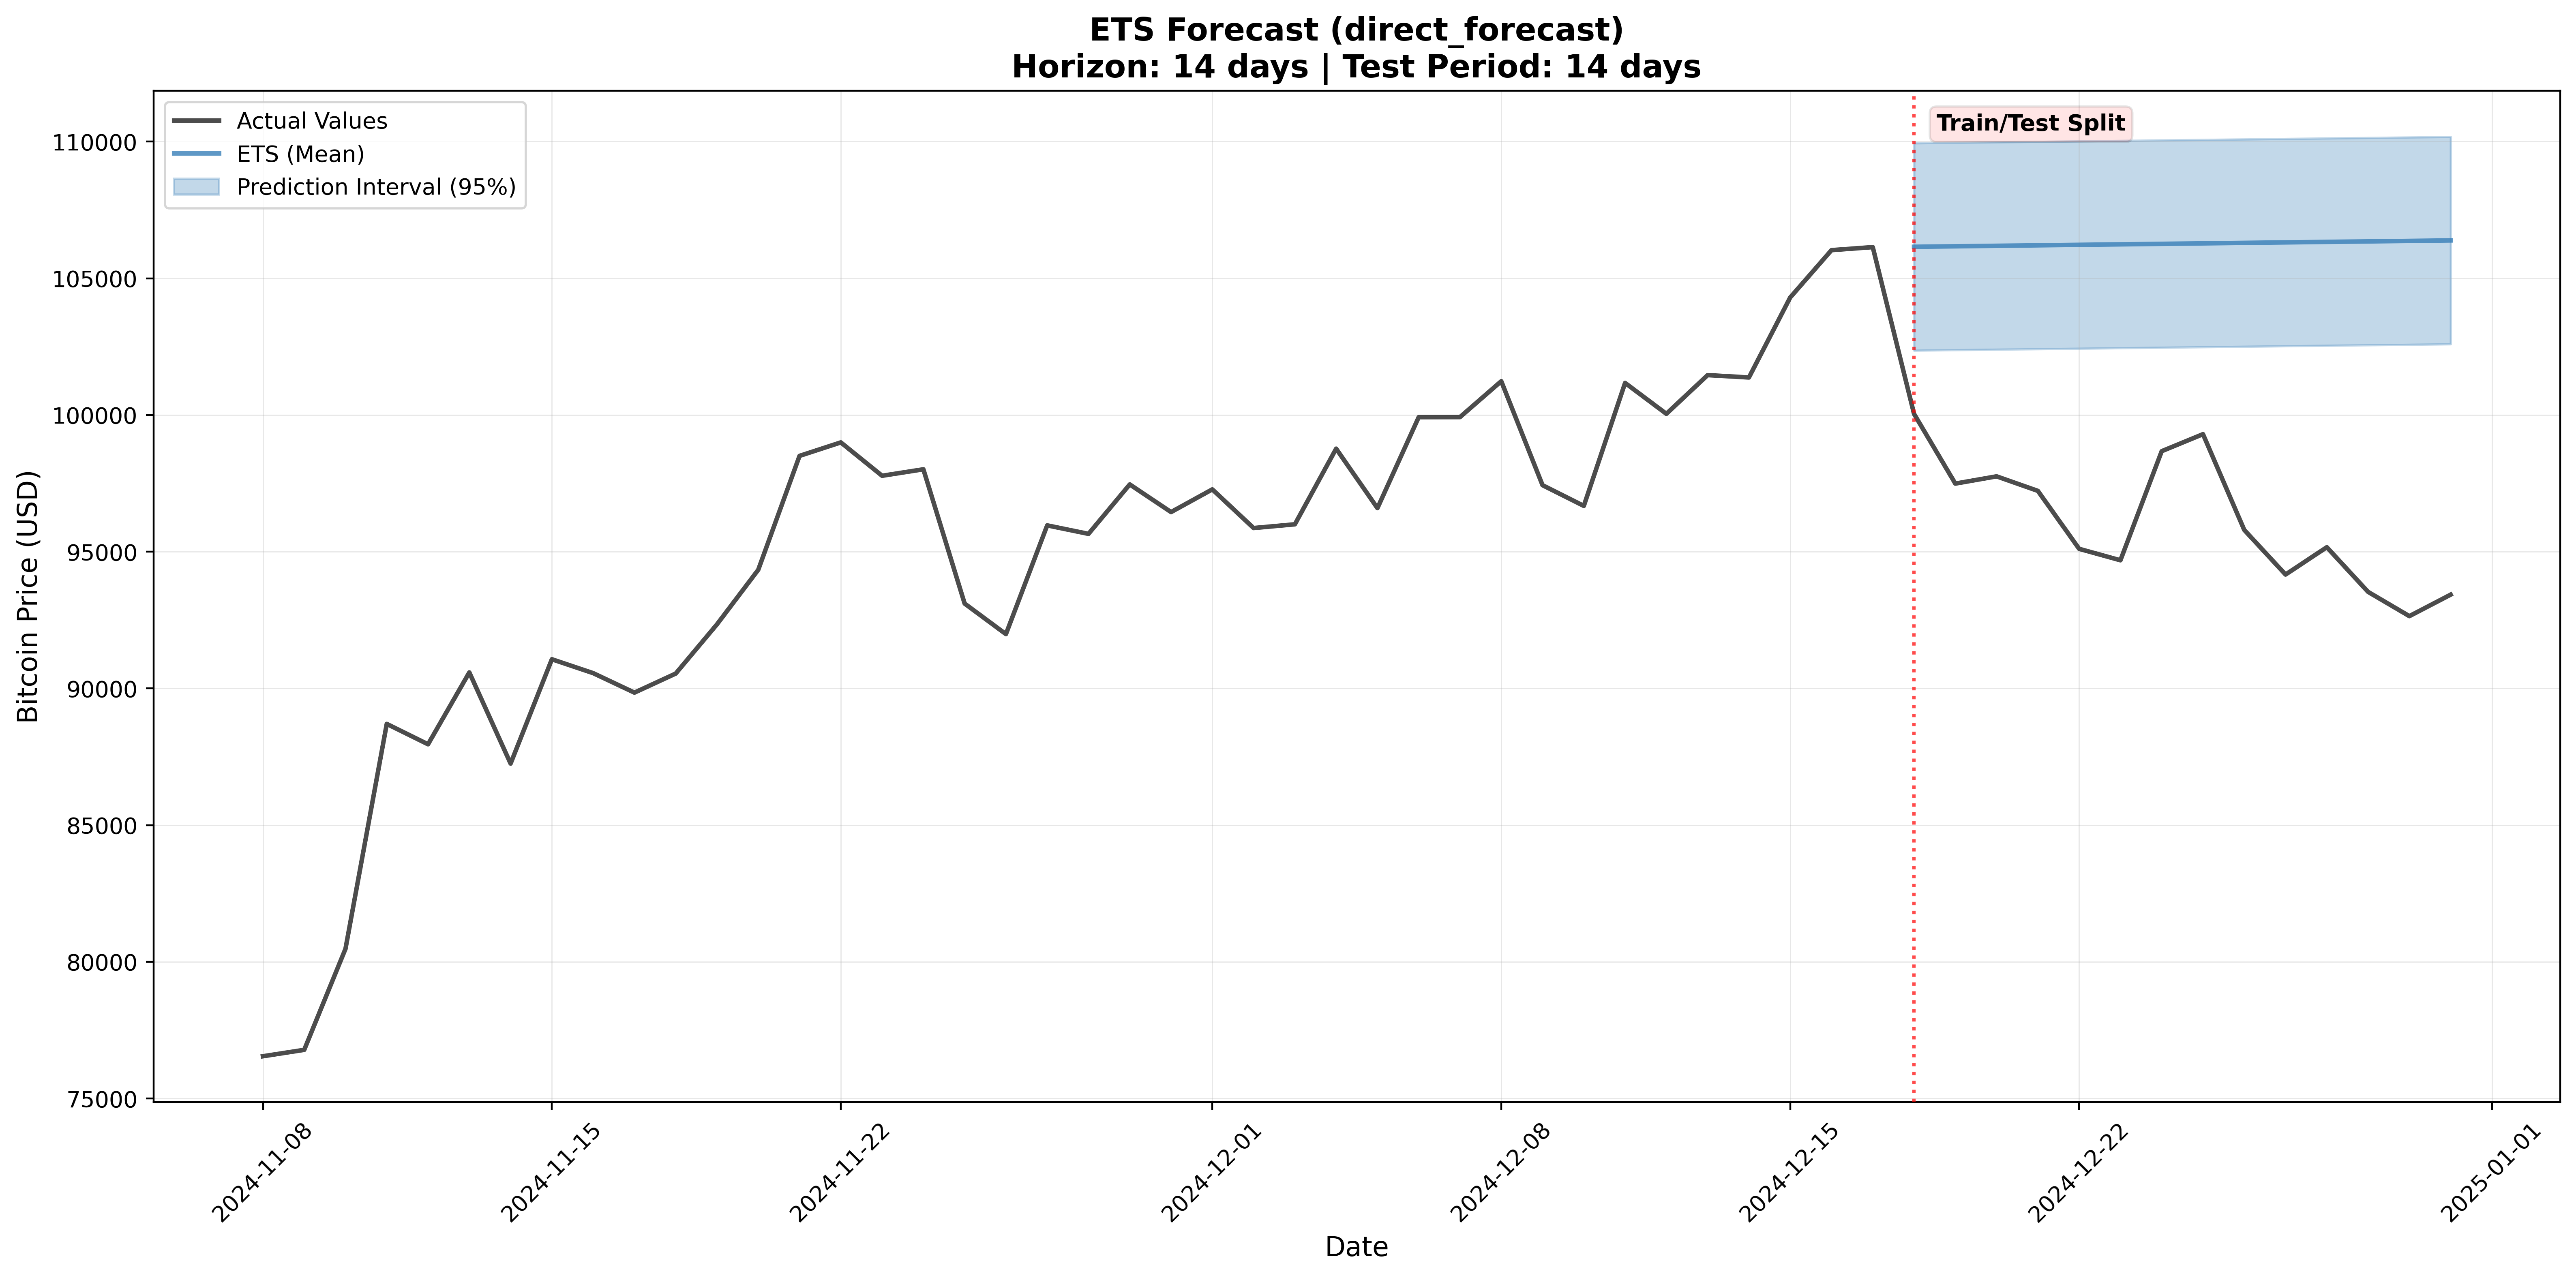 ETS Forecast (direct_forecast)
Horizon: 14 days | Test Period: 14 days
Actual Values
ETS (Mean)
Prediction Interval (95%)
Train/Test Split
Bitcoin Price (USD)
110000
105000
100000
95000
90000
85000
80000
75000
2024-11-08
2024-11-15
2024-11-22
2024-12-01
2024-12-08
2024-12-15
2024-12-22
2025-01-01
Date